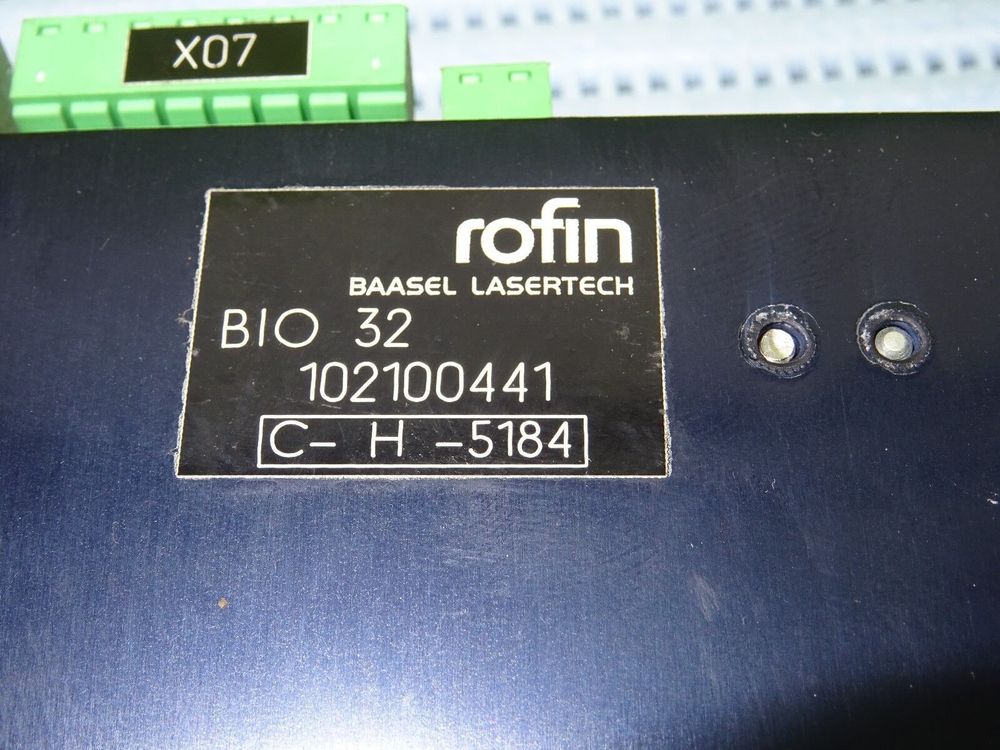 X07
rofin
BAASEL LASERTECH
BIO 32
102100441
C- H -5184